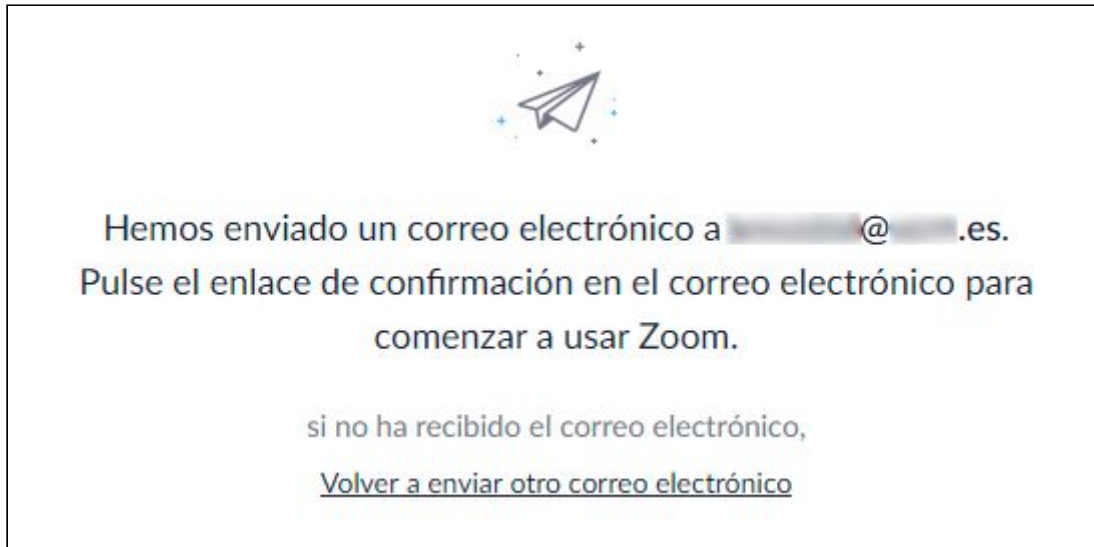 Hemos enviado un correo electrónico a @ .es.
Pulse el enlace de confirmación en el correo electrónico para
comenzar a usar Zoom.
si no ha recibido el correo electrónico,
Volver a enviar otro correo electrónico